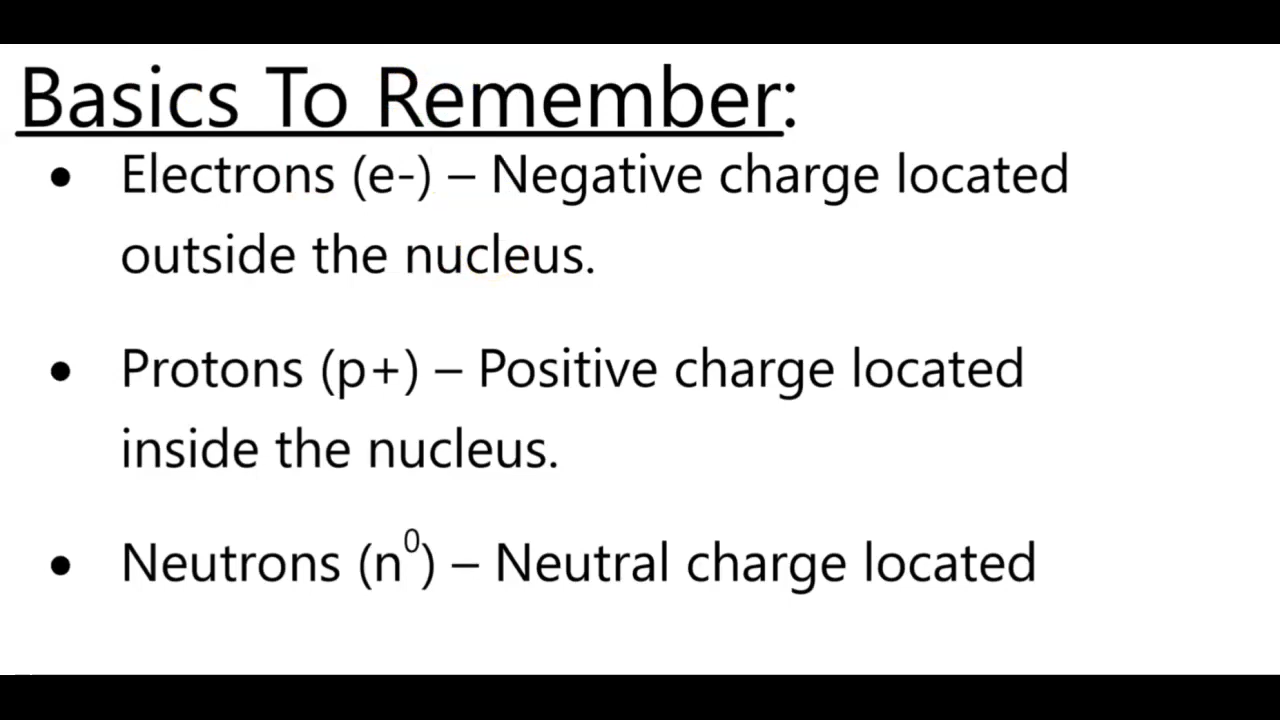 Basics To Remember:
• Electrons (e-) – Negative charge located
outside the nucleus.
• Protons (p+) – Positive charge located
inside the nucleus.
• Neutrons (n⁰) – Neutral charge located